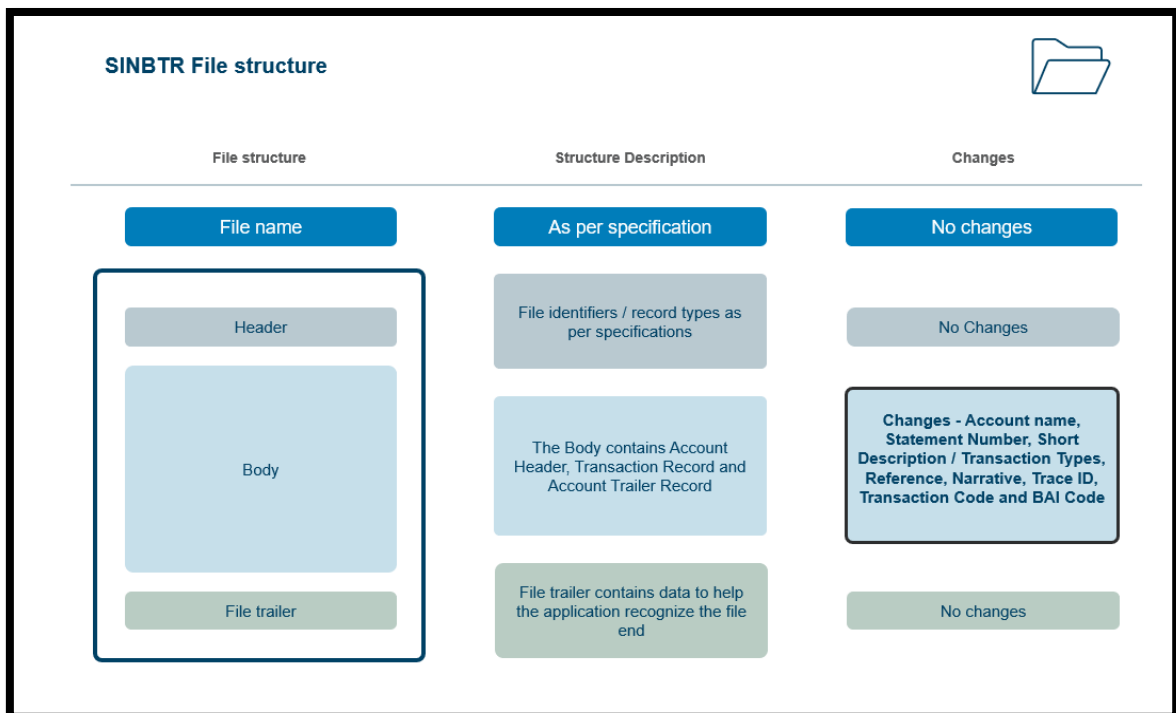 SINBTR File structure
File structure
Structure Description
Changes
File name
As per specification
No changes
Header
File identifiers / record types as
per specifications
No Changes
Body
The Body contains Account
Header, Transaction Record and
Account Trailer Record
Changes - Account name,
Statement Number, Short
Description / Transaction Types,
Reference, Narrative, Trace ID,
Transaction Code and BAI Code
File trailer
File trailer contains data to help
the application recognize the file
end
No changes